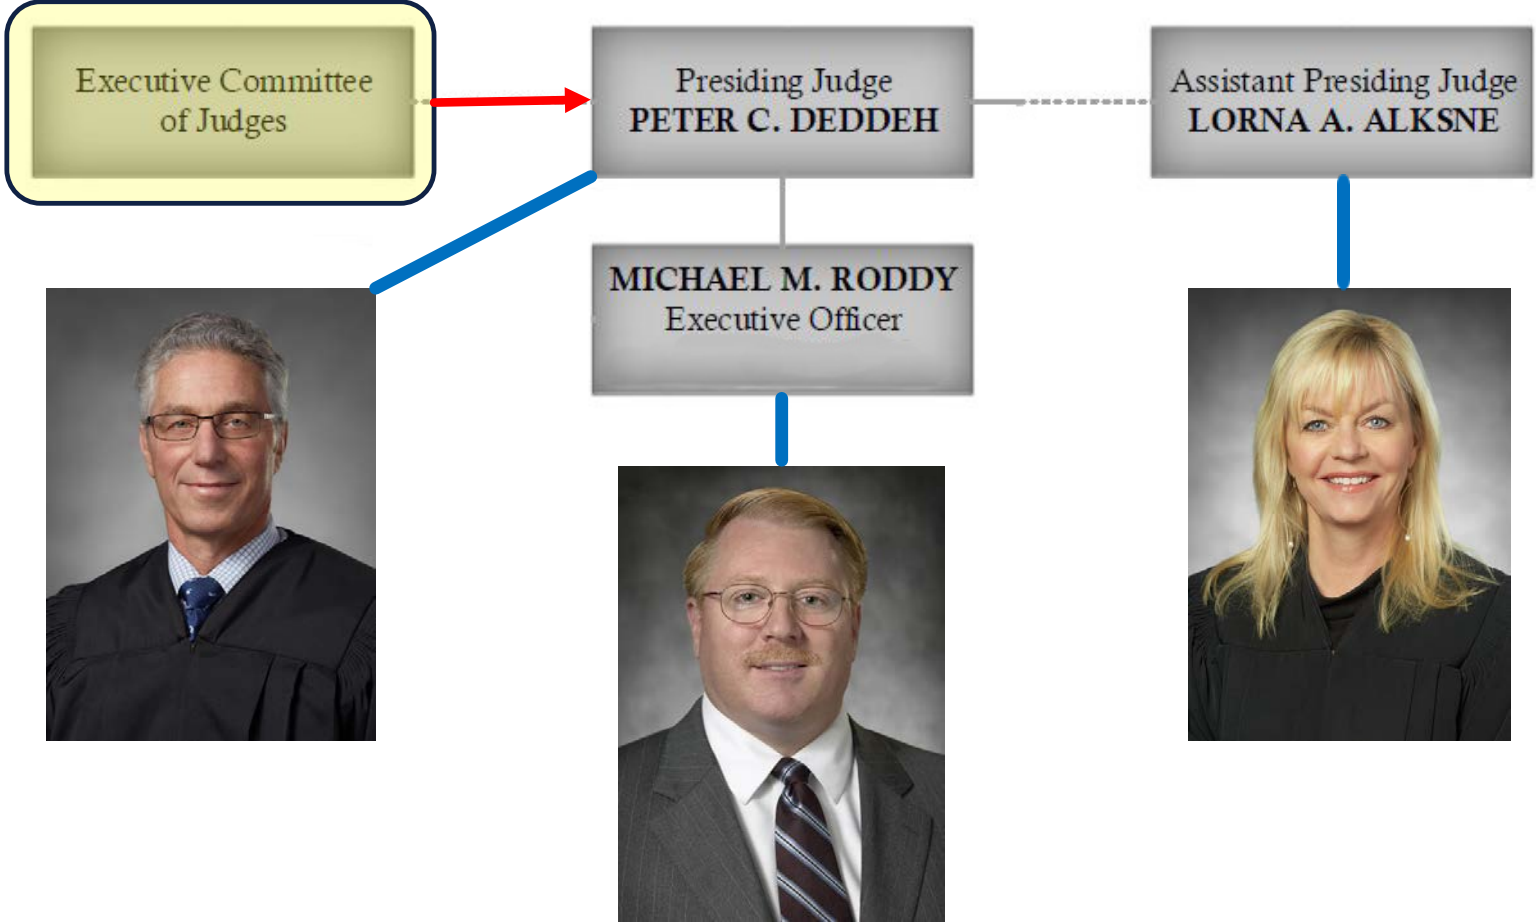 Executive Committee
of Judges
Presiding Judge
PETER C. DEDDEH
Assistant Presiding Judge
LORNA A. ALKSNE
MICHAEL M. RODDY
Executive Officer